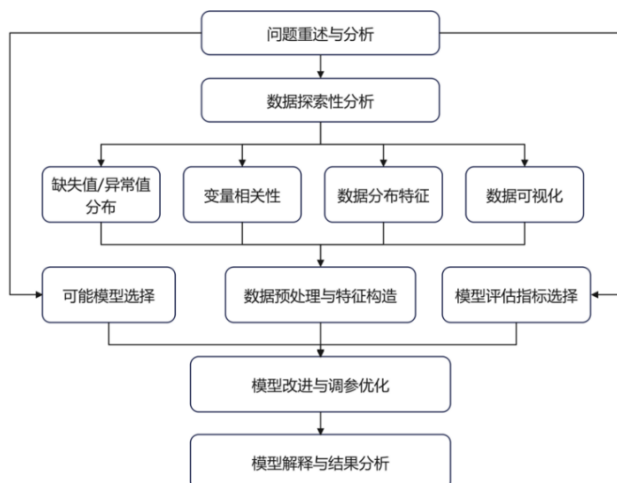 问题重述与分析
数据探索性分析
缺失值/异常值
分布
变量相关性
数据分布特征
数据可视化
可能模型选择
数据预处理与特征构造
模型评估指标选择
模型改进与调参优化
模型解释与结果分析